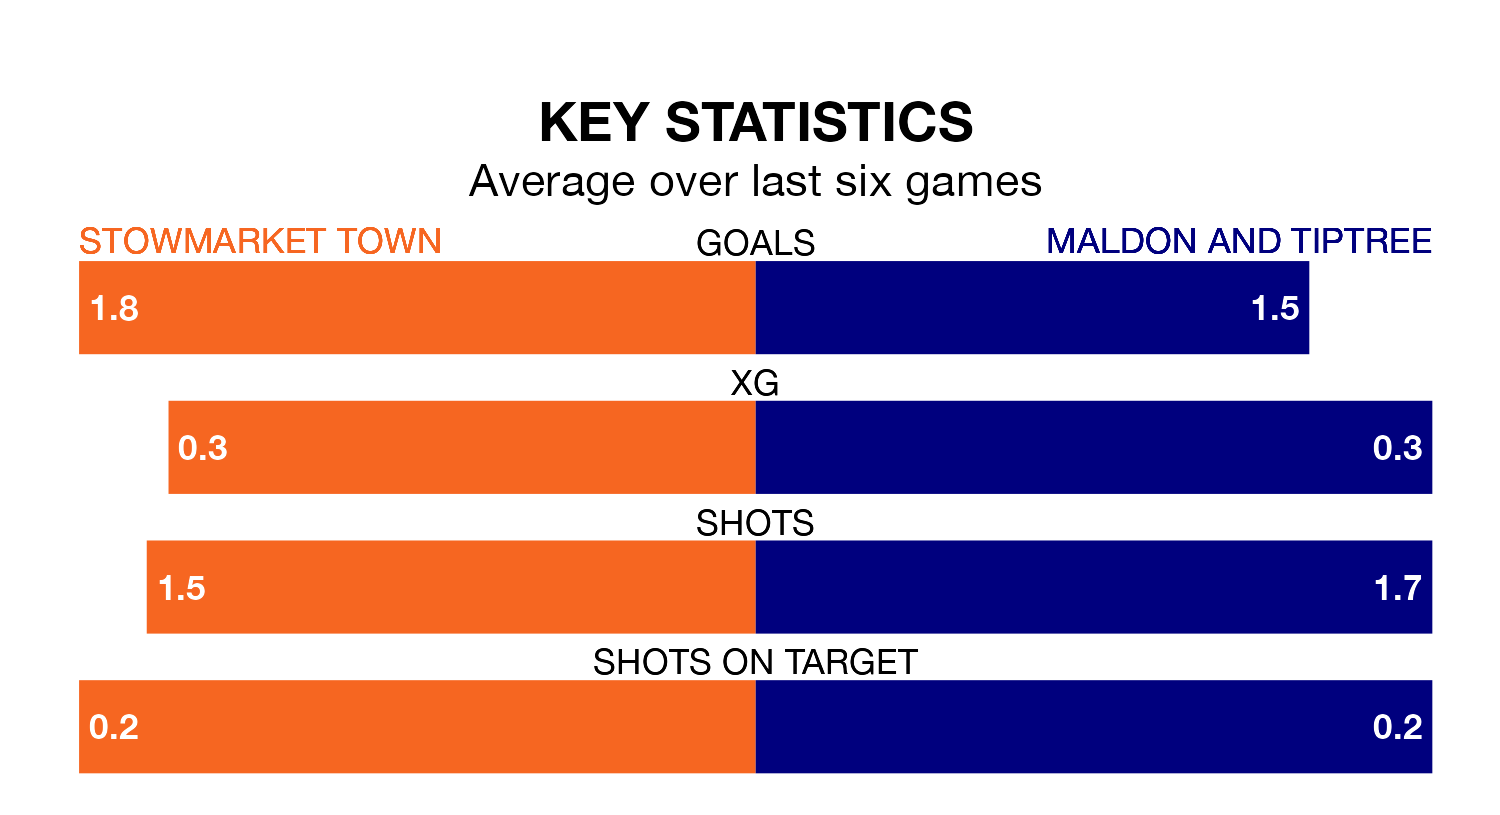 KEY STATISTICS
Average over last six games
STOWMARKET TOWN GOALS MALDON AND TIPTREE
1.8 1.5
XG
0.3 0.3
SHOTS
1.5 1.7
SHOTS ON TARGET
0.2 0.2